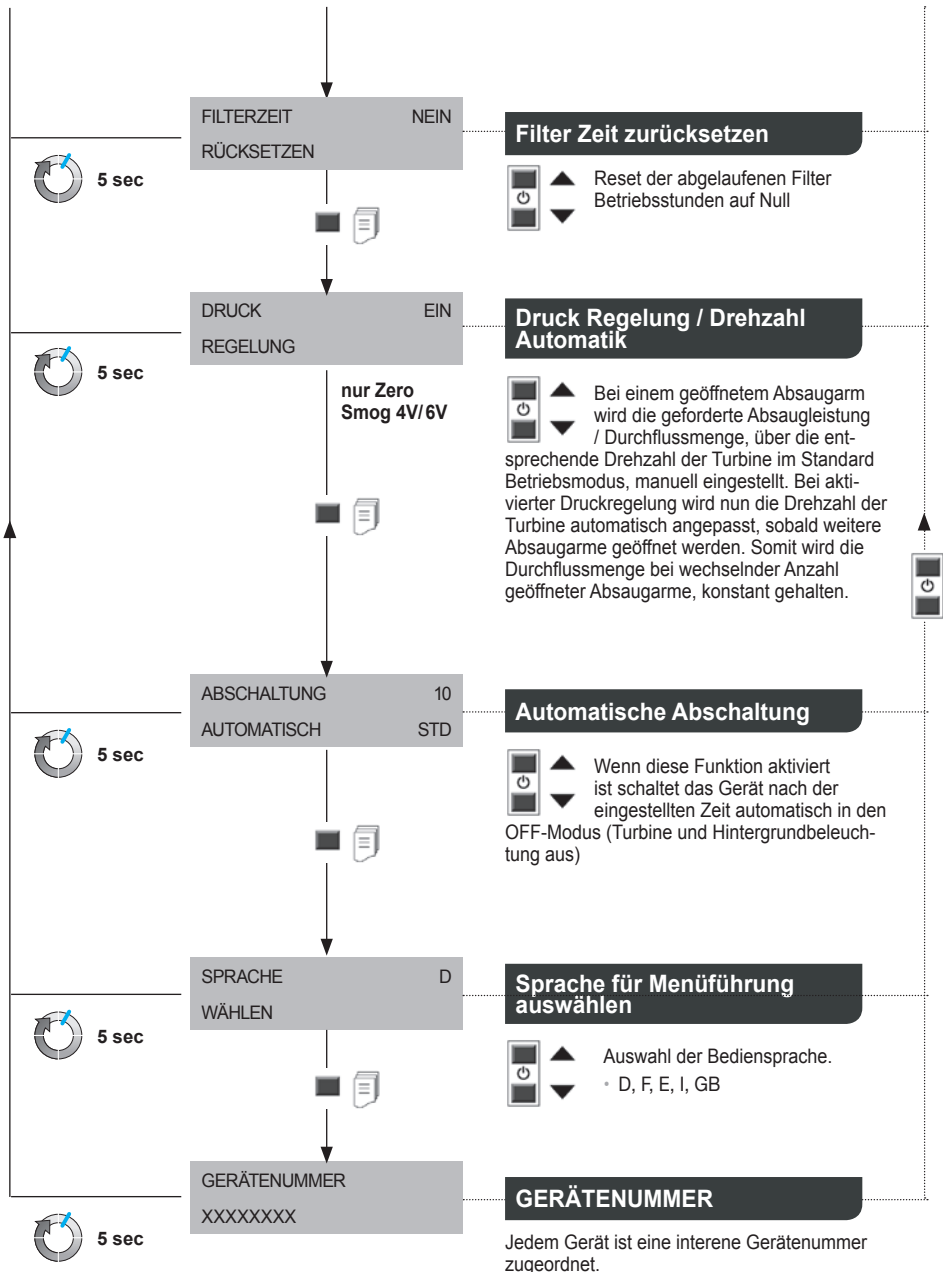 FILTERZEIT NEIN
RÜCKSETZEN
5 sec
Filter Zeit zurücksetzen
Reset der abgelaufenen Filter
Betriebsstunden auf Null
DRUCK EIN
REGELUNG
5 sec
nur Zero
Smog 4V/ 6V
Druck Regelung / Drehzahl
Automatik
Bei einem geöffnetem Absaugarm
wird die geforderte Absaugleistung
/ Durchflussmenge, über die ent-
sprechende Drehzahl der Turbine im Standard
Betriebsmodus, manuell eingestellt. Bei akti-
vierter Druckregelung wird nun die Drehzahl der
Turbine automatisch angepasst, sobald weitere
Absaugarme geöffnet werden. Somit wird die
Durchflussmenge bei wechselnder Anzahl
geöffneter Absaugarme, konstant gehalten.
ABSCHALTUNG 10
AUTOMATISCH STD
5 sec
Automatische Abschaltung
Wenn diese Funktion aktiviert
ist schaltet das Gerät nach der
eingestellten Zeit automatisch in den
OFF-Modus (Turbine und Hintergrundbeleuch-
tung aus)
SPRACHE D
WÄHLEN
5 sec
Sprache für Menüführung
auswählen
Auswahl der Bediensprache.
• D, F, E, I, GB
GERÄTENUMMER
XXXXXXXX
5 sec
GERÄTENUMMER
Jedem Gerät ist eine interene Gerätenummer
zugeordnet.